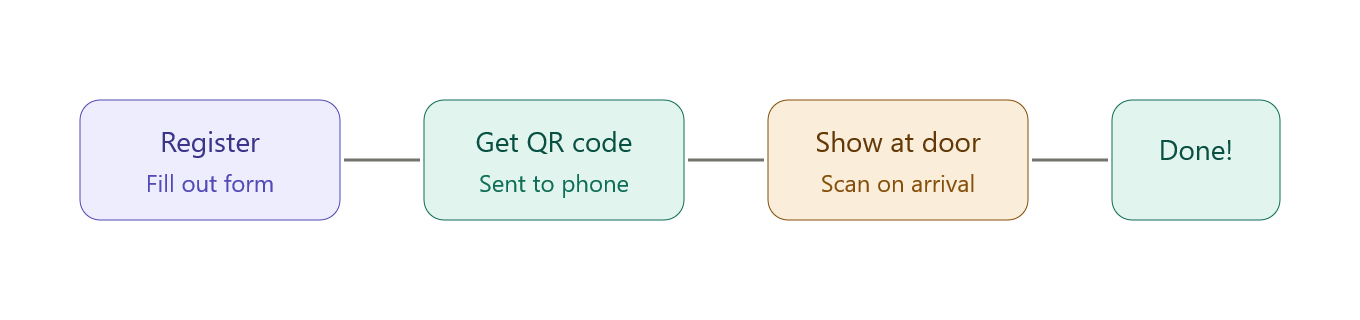 Register
Fill out form
Get QR code
Sent to phone
Show at door
Scan on arrival
Done!